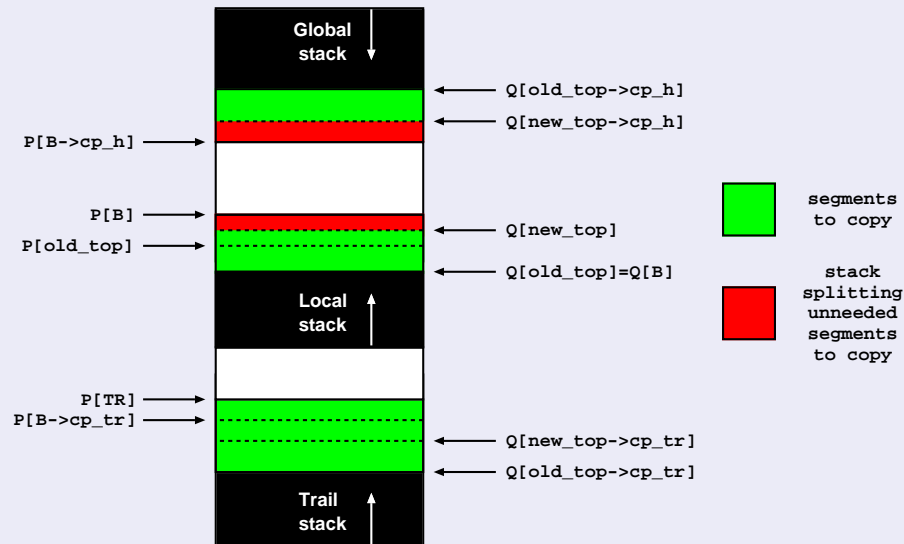 Global
stack
Q[old_top->cp_h]
Q[new_top->cp_h]
P[B->cp_h]
P[B]
Q[new_top]
P[old_top]
Q[old_top]=Q[B]
Local
stack
P[TR]
P[B->cp_tr]
Q[new_top->cp_tr]
Q[old_top->cp_tr]
Trail
stack
segments
to copy
stack
splitting
unneeded
segments
to copy